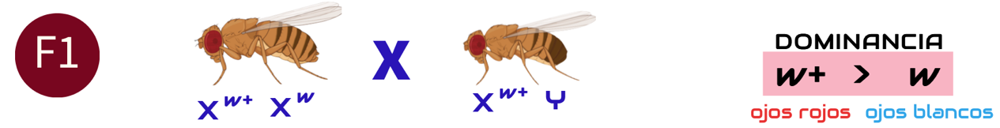 F1
X
X^w+ X^w
X^w+ Y
DOMINANCIA
w+ > w
ojos rojos ojos blancos